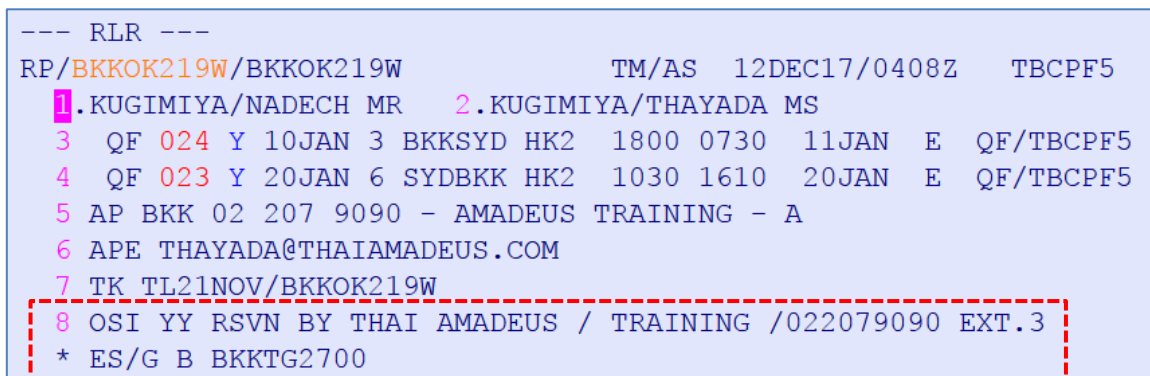 --- RLR ---
RP/BKKOK219W/BKKOK219W TM/AS 12DEC17/0408Z TBCPF5
1.KUGIMIYA/NADECH MR 2.KUGIMIYA/THAYADA MS
3 QF 024 Y 10JAN 3 BKKSYD HK2 1800 0730 11JAN E QF/TBCPF5
4 QF 023 Y 20JAN 6 SYDBKK HK2 1030 1610 20JAN E QF/TBCPF5
5 AP BKK 02 207 9090 - AMADEUS TRAINING - A
6 APE THAYADA@THAIAMADEUS.COM
7 TK TL21NOV/BKKOK219W
8 OSI YY RSVN BY THAI AMADEUS / TRAINING /022079090 EXT.3
* ES/G B BKKTG2700